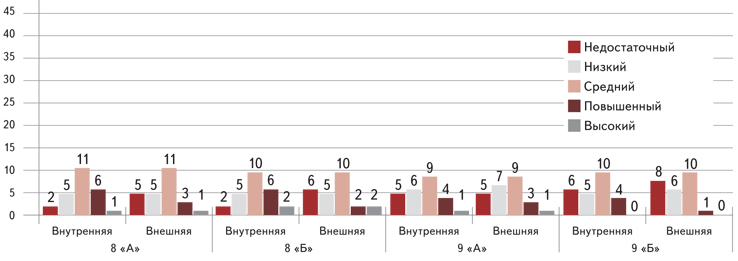 45
40
35
30
25
20
15
10
5
0
Недостаточный
Низкий
Средний
Повышенный
Высокий
2 5 11 6 1 5 5 11 3 1 2 5 10 6 2 6 5 10 2 2 5 6 9 4 1 5 7 9 3 1 6 5 10 4 0 8 6 10 1 0
Внутренняя Внешняя Внутренняя Внешняя Внутренняя Внешняя Внутренняя Внешняя
8 «А» 8 «Б» 9 «А» 9 «Б»